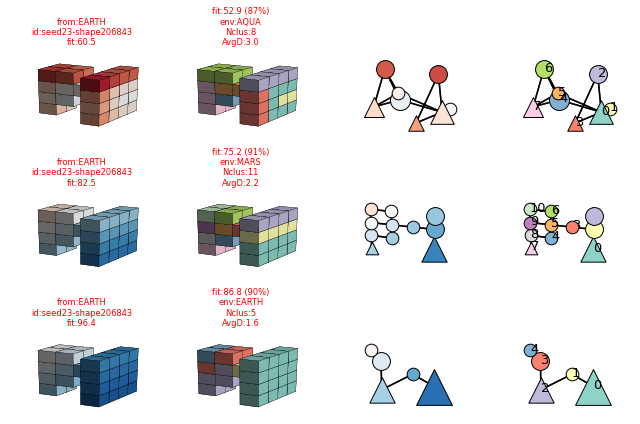 from:EARTH
id:seed23-shape206843
fit:60.5
fit:52.9 (87%)
env:AQUA
Nclus:8
AvgD:3.0
6
2
5
4
7
1
0
3
from:EARTH
id:seed23-shape206843
fit:82.5
fit:75.2 (91%)
env:MARS
Nclus:11
AvgD:2.2
10
6
9
5
3
8
4
7
0
from:EARTH
id:seed23-shape206843
fit:96.4
fit:86.8 (90%)
env:EARTH
Nclus:5
AvgD:1.6
4
3
1
2
0